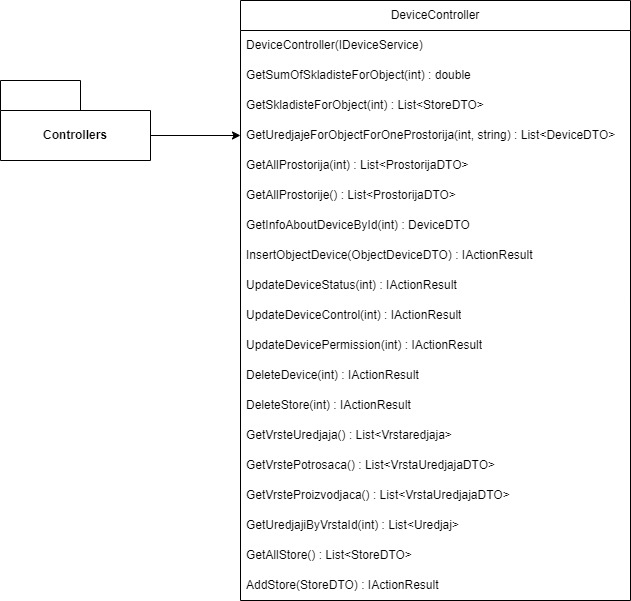 DeviceController
DeviceController(IDeviceService)
GetSumOfSkladisteForObject(int) : double
GetSkladisteForObject(int) : List<StoreDTO>
Controllers
GetUredjajeForObjectForOneProstorija(int, string) : List<DeviceDTO>
GetAllProstorija(int) : List<ProstorijaDTO>
GetAllProstorije() : List<ProstorijaDTO>
GetInfoAboutDeviceById(int) : DeviceDTO
InsertObjectDevice(ObjectDeviceDTO) : IActionResult
UpdateDeviceStatus(int) : IActionResult
UpdateDeviceControl(int) : IActionResult
UpdateDevicePermission(int) : IActionResult
DeleteDevice(int) : IActionResult
DeleteStore(int) : IActionResult
GetVrsteUredjaja() : List<Vrstaredjaja>
GetVrstePotrosaca() : List<VrstaUredjajaDTO>
GetVrsteProizvodjaca() : List<VrstaUredjajaDTO>
GetUredjajiByVrstaId(int) : List<Uredjaj>
GetAllStore() : List<StoreDTO>
AddStore(StoreDTO) : IActionResult